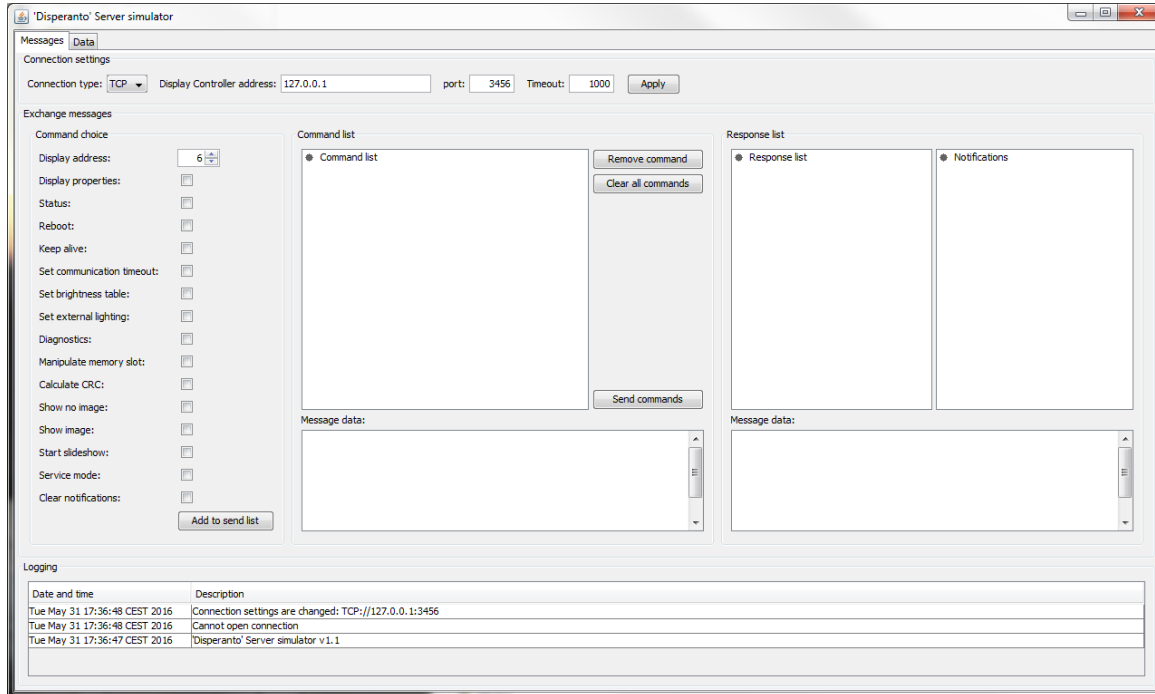 'Disperanto' Server simulator
Messages Data
Connection settings
Connection type: TCP Display Controller address: 127.0.0.1 port: 3456 Timeout: 1000 Apply
Exchange messages
Command choice
Display address: 6
Display properties:
Status:
Reboot:
Keep alive:
Set communication timeout:
Set brightness table:
Set external lighting:
Diagnostics:
Manipulate memory slot:
Calculate CRC:
Show no image:
Show image:
Start slideshow:
Service mode:
Clear notifications:
Add to send list
Command list
Command list
Remove command
Clear all commands
Send commands
Message data:
Response list
Response list
Notifications
Message data:
Logging
Date and time Description
Tue May 31 17:36:48 CEST 2016 Connection settings are changed: TCP://127.0.0.1:3456
Tue May 31 17:36:48 CEST 2016 Cannot open connection
Tue May 31 17:36:47 CEST 2016 'Disperanto' Server simulator v1.1